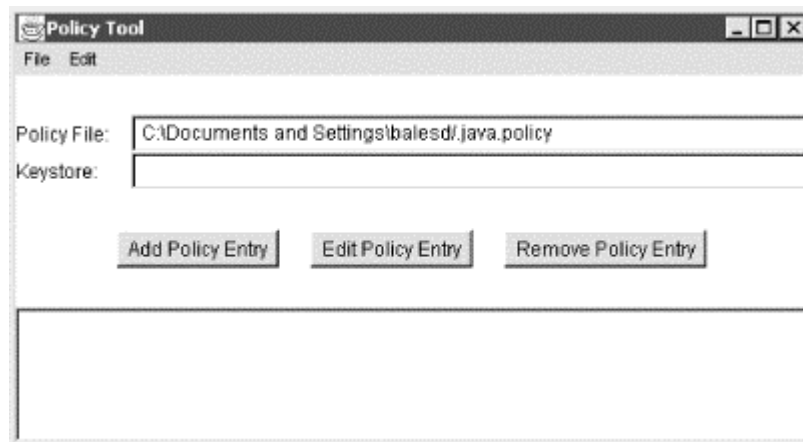 Policy Tool
File Edit
Policy File: C:\Documents and Settings\balesd/.java.policy
Keystore:
Add Policy Entry Edit Policy Entry Remove Policy Entry